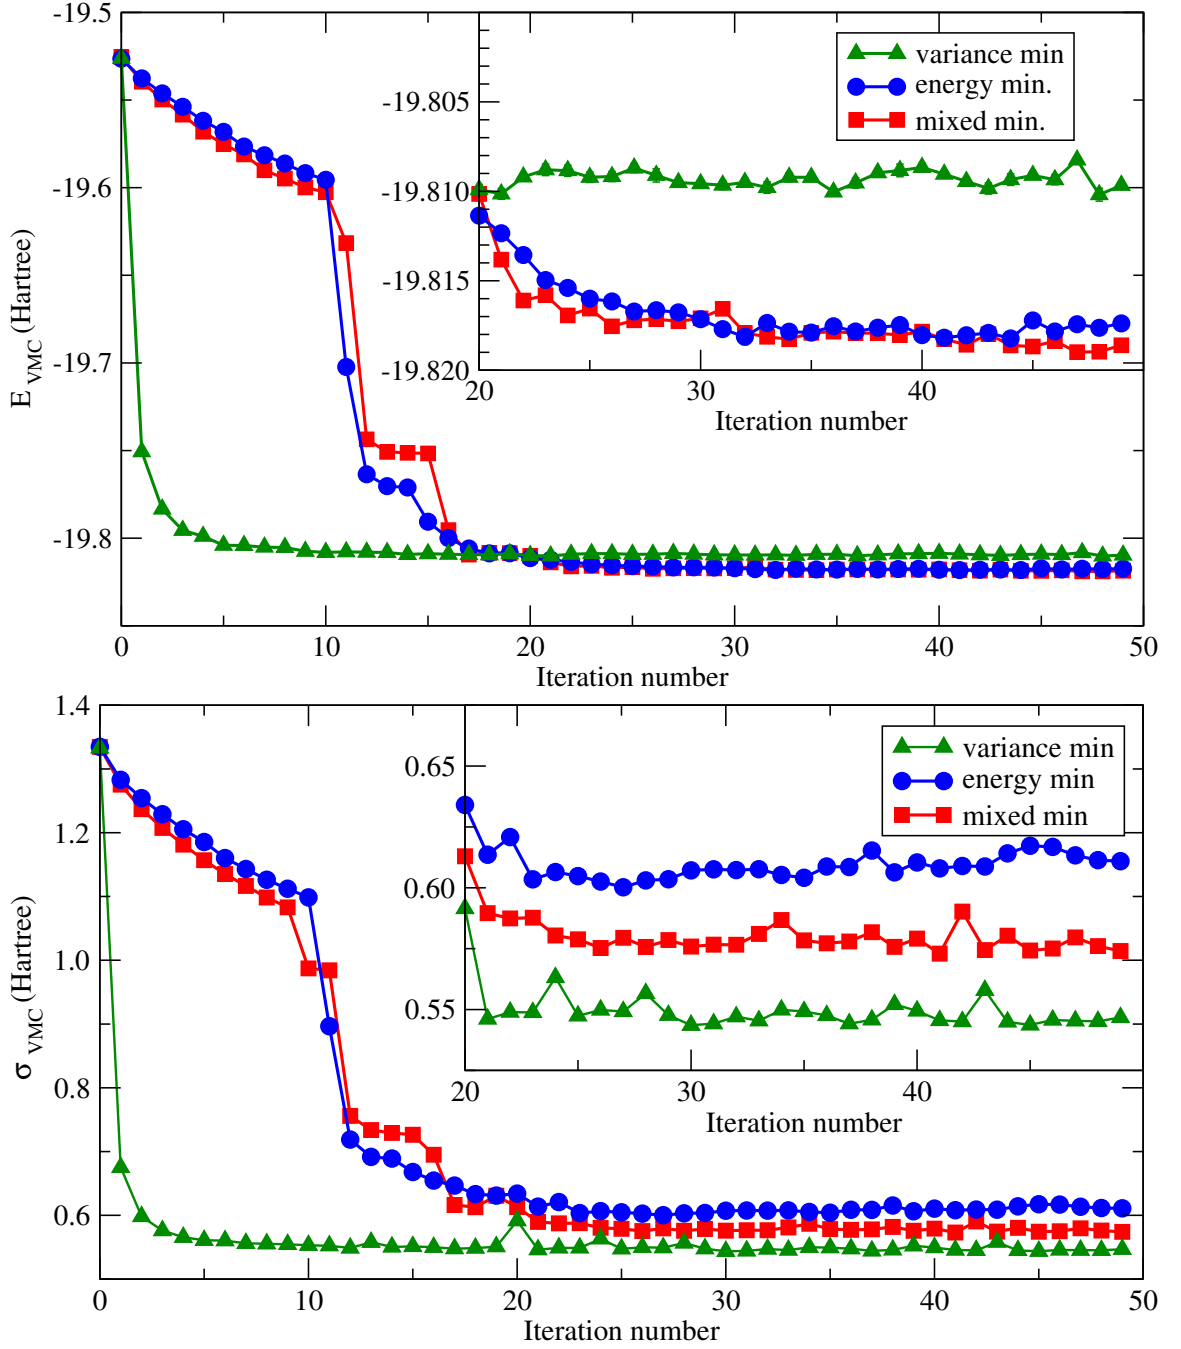 -19.5
-19.6
-19.7
-19.8
E VMC (Hartree)
0
10
20
30
40
50
Iteration number
variance min
energy min.
mixed min.
-19.805
-19.810
-19.815
-19.820
20
30
40
Iteration number
1.4
1.2
1.0
0.8
0.6
σ VMC (Hartree)
0
10
20
30
40
50
Iteration number
variance min
energy min
mixed min
0.65
0.60
0.55
20
30
40
Iteration number